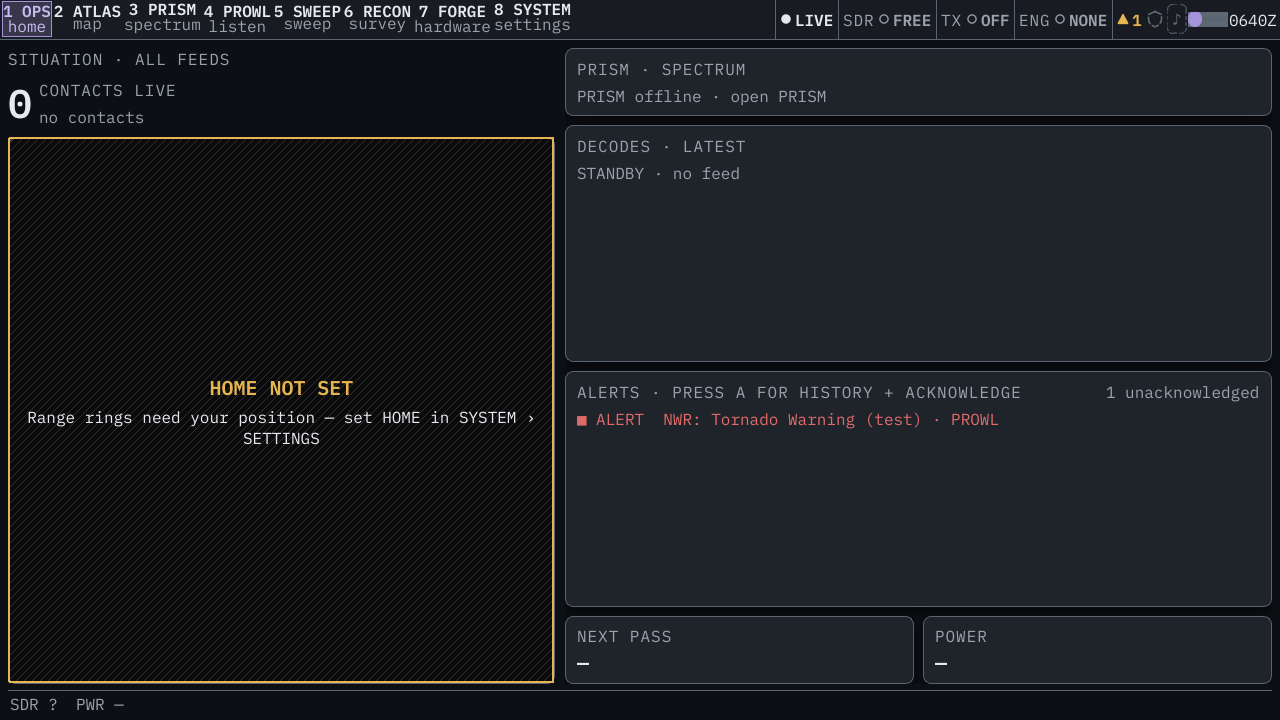 1 OPS 2 ATLAS 3 PRISM 4 PROWL 5 SWEEP 6 RECON 7 FORGE 8 SYSTEM
home map spectrum listen sweep survey hardware settings
LIVE SDR FREE TX OFF ENG NONE 1 ♪ 0640Z
SITUATION · ALL FEEDS
0 CONTACTS LIVE
no contacts
HOME NOT SET
Range rings need your position — set HOME in SYSTEM ›
SETTINGS
PRISM · SPECTRUM
PRISM offline · open PRISM
DECODES · LATEST
STANDBY · no feed
ALERTS · PRESS A FOR HISTORY + ACKNOWLEDGE 1 unacknowledged
■ ALERT NWR: Tornado Warning (test) · PROWL
NEXT PASS
—
POWER
—
SDR ? PWR —